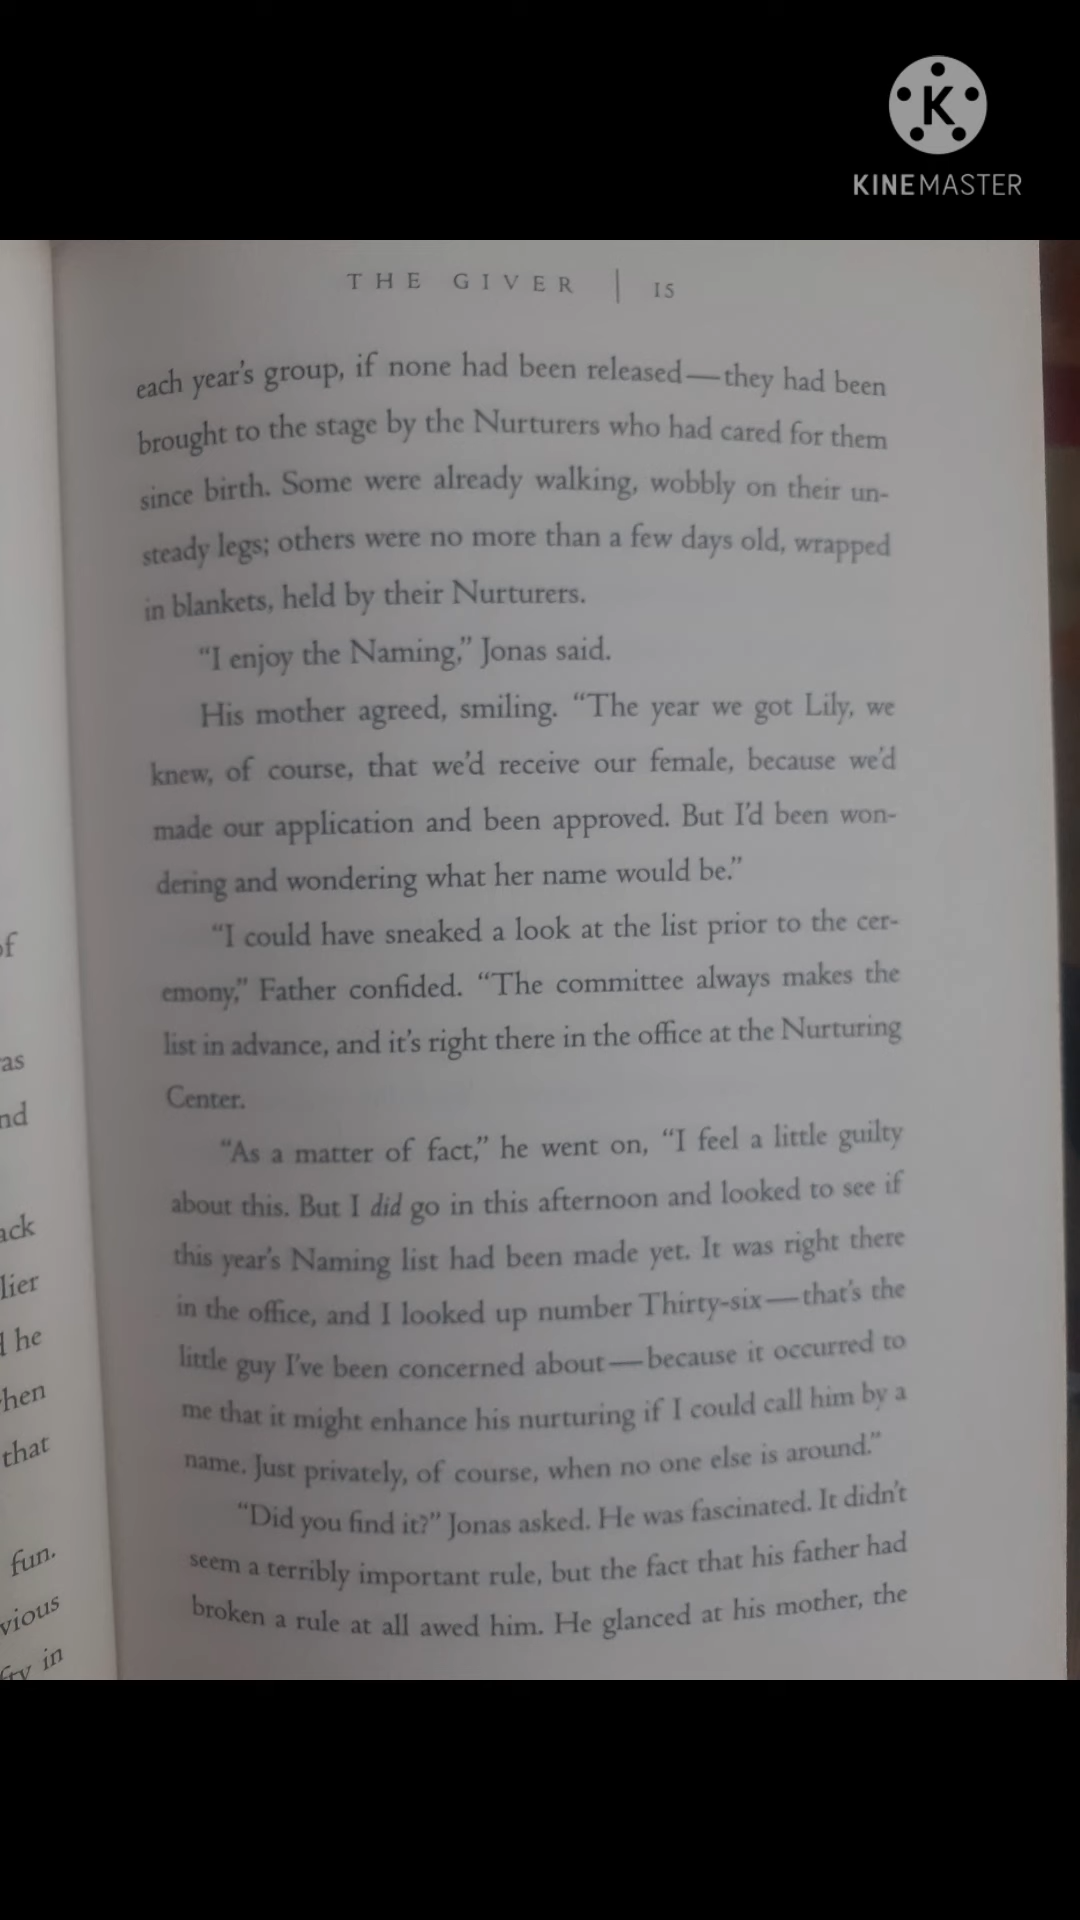 KINEMASTER
THE GIVER | 15
each year's group, if none had been released—they had been
brought to the stage by the Nurturers who had cared for them
since birth. Some were already walking, wobbly on their un-
steady legs; others were no more than a few days old, wrapped
in blankets, held by their Nurturers.
“I enjoy the Naming,” Jonas said.
His mother agreed, smiling. “The year we got Lily, we
knew, of course, that we'd receive our female, because we'd
made our application and been approved. But I'd been won-
dering and wondering what her name would be.”
“I could have sneaked a look at the list prior to the cer-
emony,” Father confided. “The committee always makes the
list in advance, and it's right there in the office at the Nurturing
Center.
“As a matter of fact,” he went on, “I feel a little guilty
about this. But I did go in this afternoon and looked to see if
this year's Naming list had been made yet. It was right there
in the office, and I looked up number Thirty-six—that's the
little guy I've been concerned about—because it occurred to
me that it might enhance his nurturing if I could call him by a
name. Just privately, of course, when no one else is around.”
“Did you find it?” Jonas asked. He was fascinated. It didn't
seem a terribly important rule, but the fact that his father had
broken a rule at all awed him. He glanced at his mother, the
of
as
nd
ack
lier
he
hen
that
fun.
vious
in